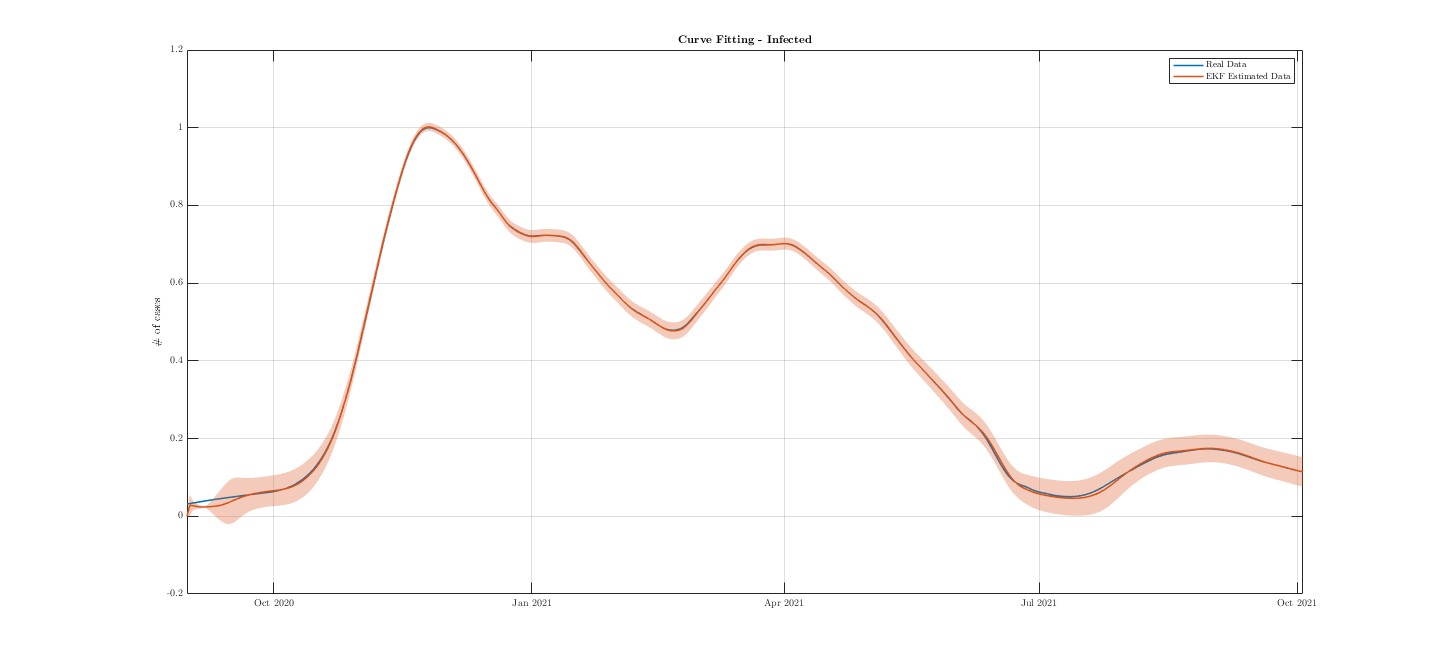 Curve Fitting - Infected
Real Data
EKF Estimated Data
# of cases
1.2
1
0.8
0.6
0.4
0.2
0
-0.2
Oct 2020
Jan 2021
Apr 2021
Jul 2021
Oct 2021